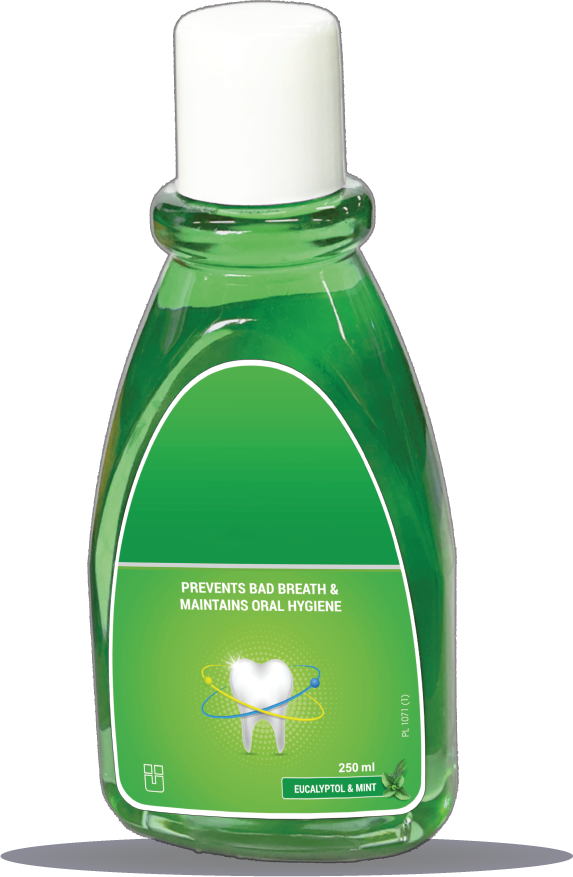 PREVENTS BAD BREATH &
MAINTAINS ORAL HYGIENE
PL 1071 (1)
250 ml
EUCALYPTOL & MINT